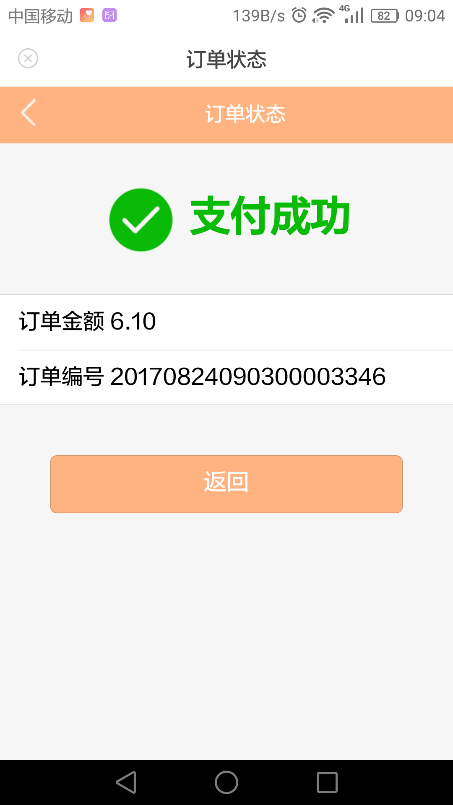 中国移动 139B/s 4G 82 09:04
订单状态
订单状态
支付成功
订单金额 6.10
订单编号 20170824090300003346
返回